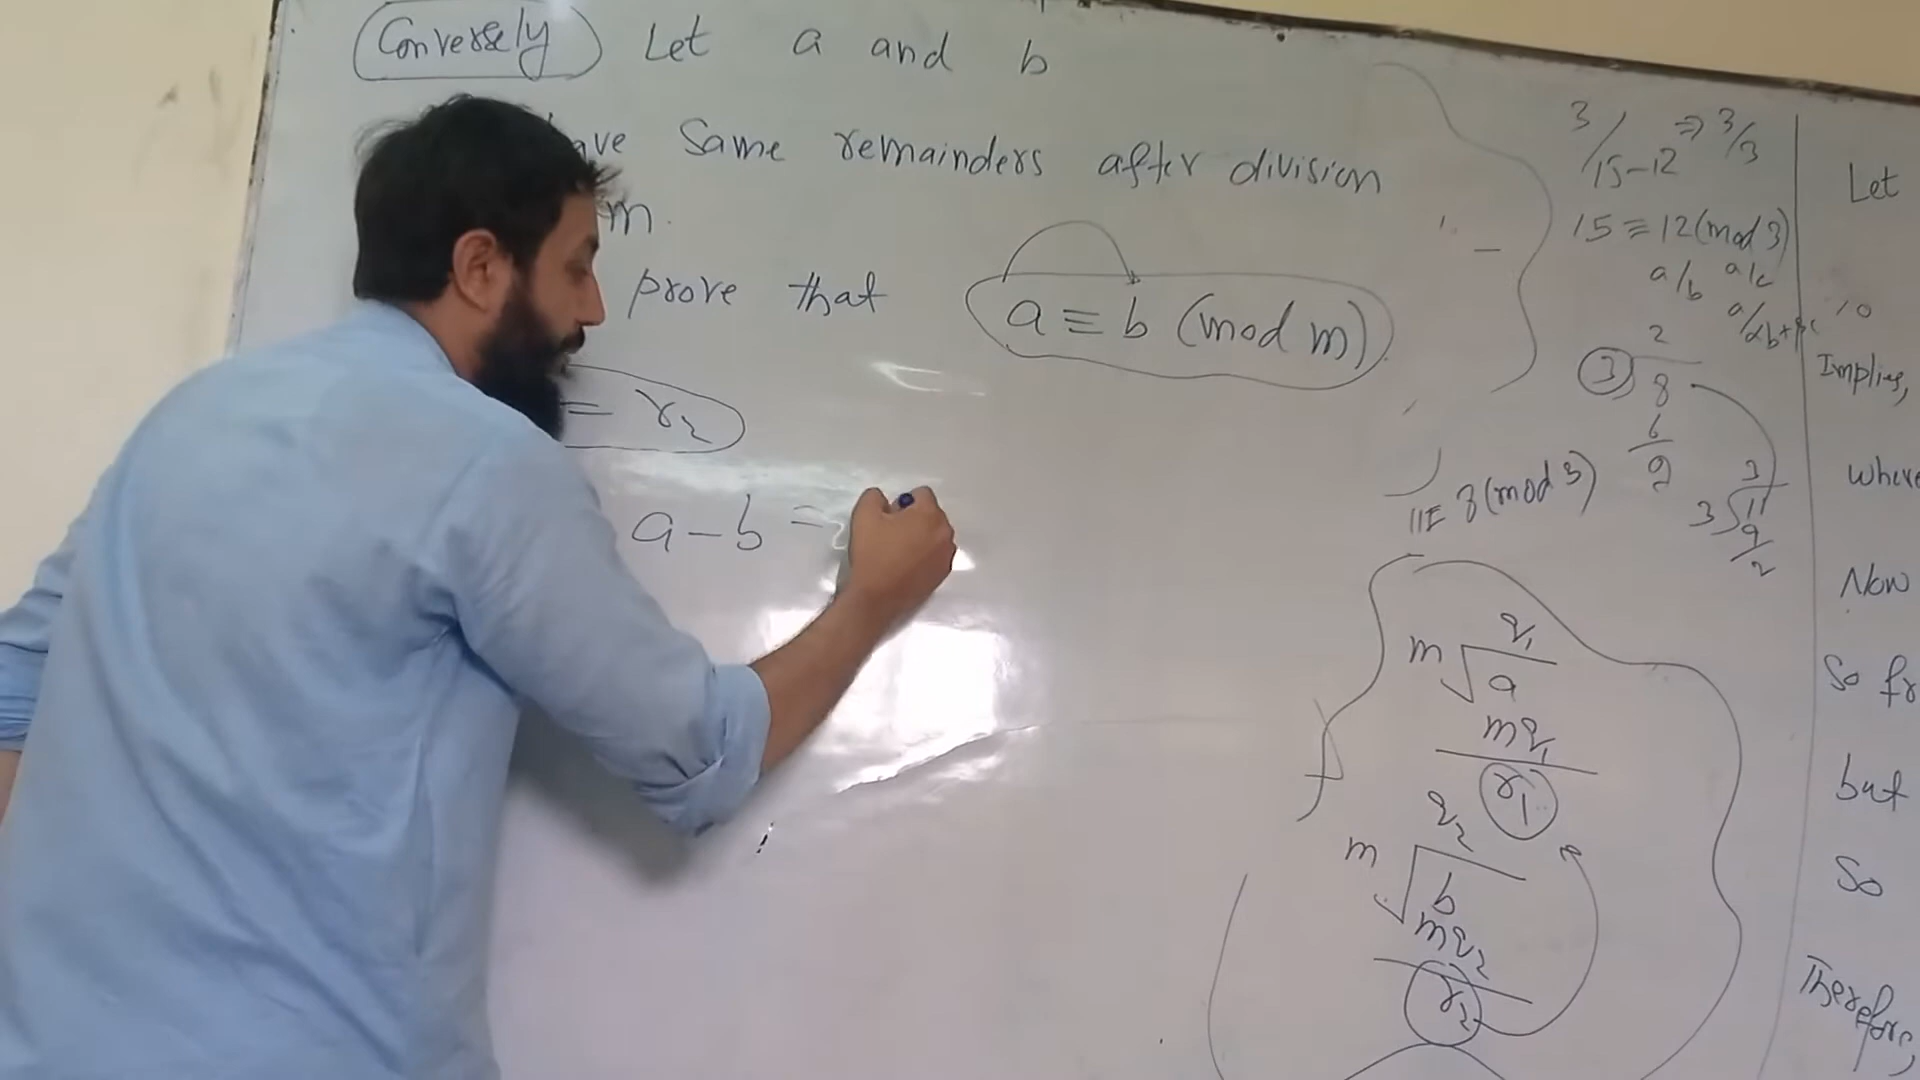 Conversely Let a and b
ave Same remainders after division
m.
prove that a ≡ b (mod m)
= r₂
a - b =
3/15-12 ⇒ 3/3
15 ≡ 12 (mod 3)
a/b a/c
2
3 8
6
2
11 ≡ 8 (mod 3)
3
3 11
9
2
q₁
m a
mq₁
r₁
q₂
m b
mq₂
r₂
Let
Implies,
where
Now
So fr
but
So
Therefore,